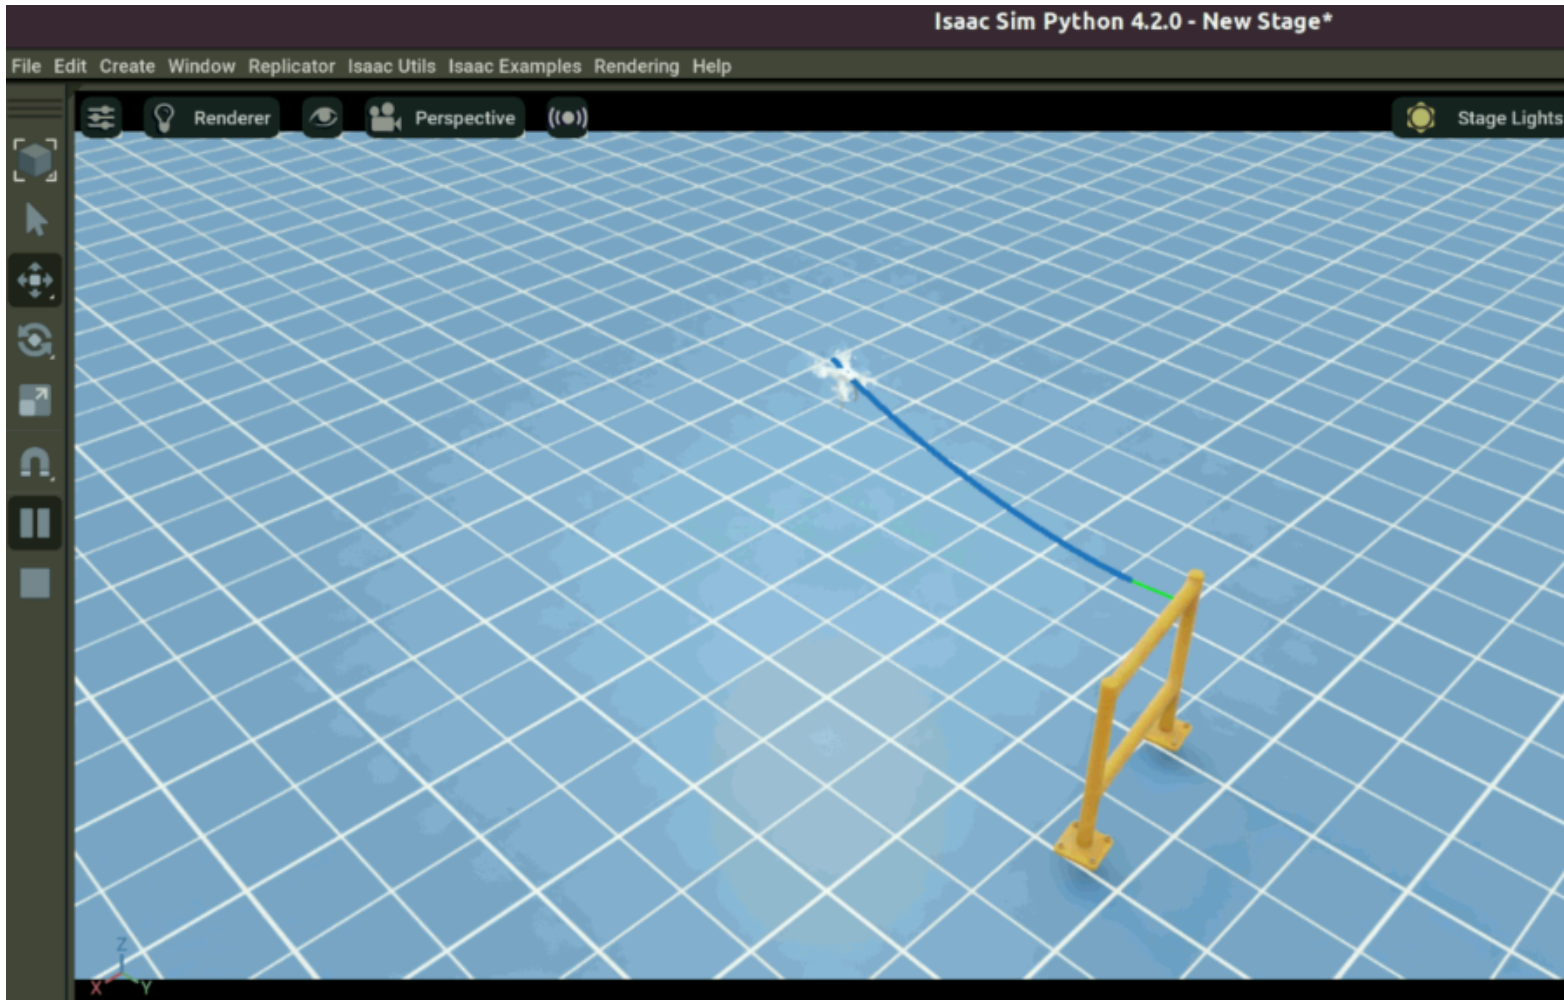 Isaac Sim Python 4.2.0 - New Stage*
File Edit Create Window Replicator Isaac Utils Isaac Examples Rendering Help
Renderer Perspective Stage Lights
Z
X Y